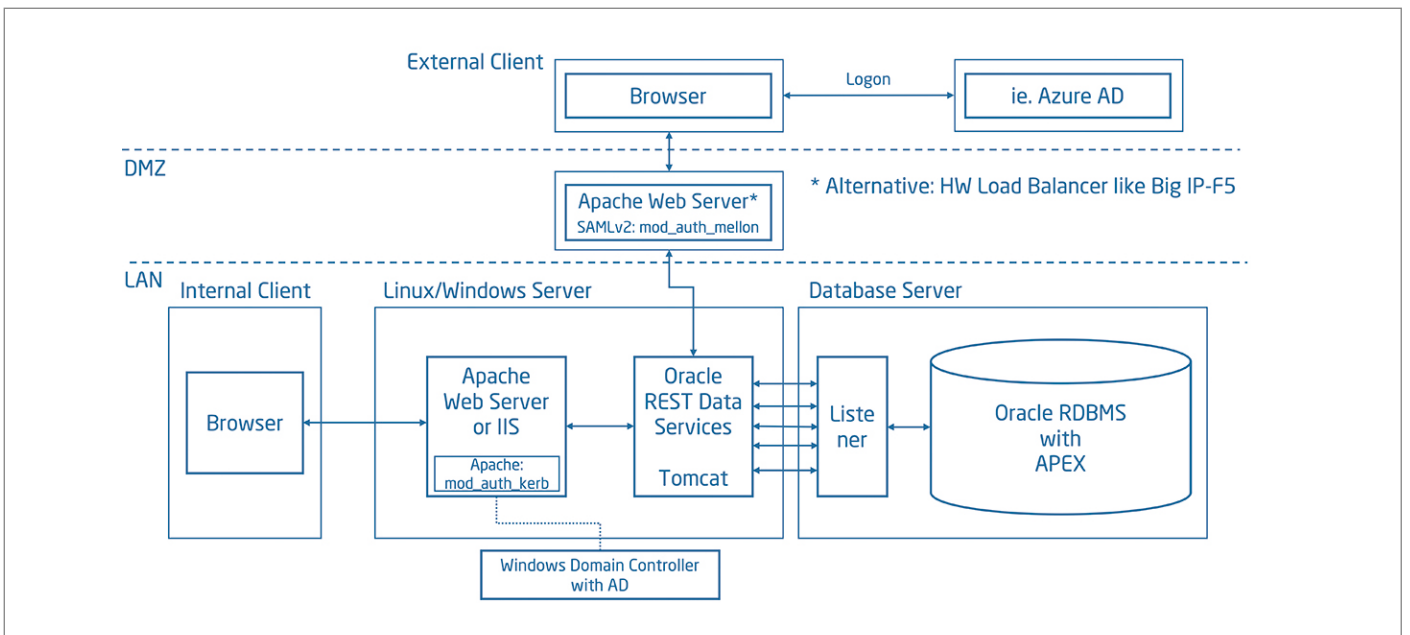 External Client
Browser
Logon
ie. Azure AD
DMZ
Apache Web Server*
SAMLv2: mod_auth_mellon
* Alternative: HW Load Balancer like Big IP-F5
LAN
Internal Client
Linux/Windows Server
Database Server
Browser
Apache
Web Server
or IIS
Apache:
mod_auth_kerb
Oracle
REST Data
Services
Tomcat
Liste
ner
Oracle RDBMS
with
APEX
Windows Domain Controller
with AD